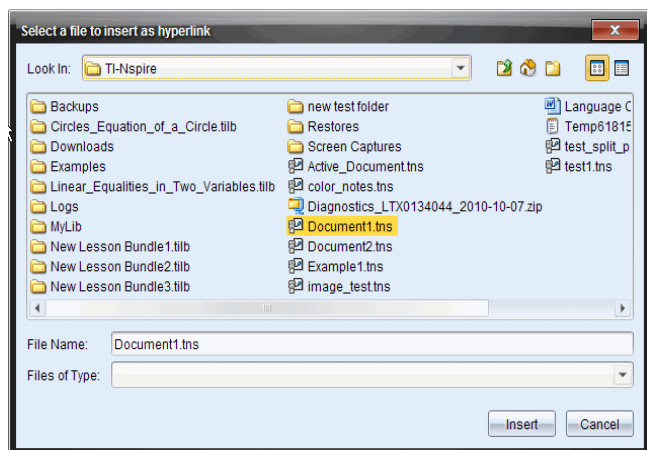 Select a file to insert as hyperlink
Look In: TI-Nspire
Backups
Circles_Equation_of_a_Circle.tilb
Downloads
Examples
Linear_Equalities_in_Two_Variables.tilb
Logs
MyLib
New Lesson Bundle1.tilb
New Lesson Bundle2.tilb
New Lesson Bundle3.tilb
new test folder
Restores
Screen Captures
Active_Document.tns
color_notes.tns
Diagnostics_LTX0134044_2010-10-07.zip
Document1.tns
Document2.tns
Example1.tns
image_test.tns
Language C
Temp61815
test_split_p
test1.tns
File Name: Document1.tns
Files of Type:
Insert Cancel